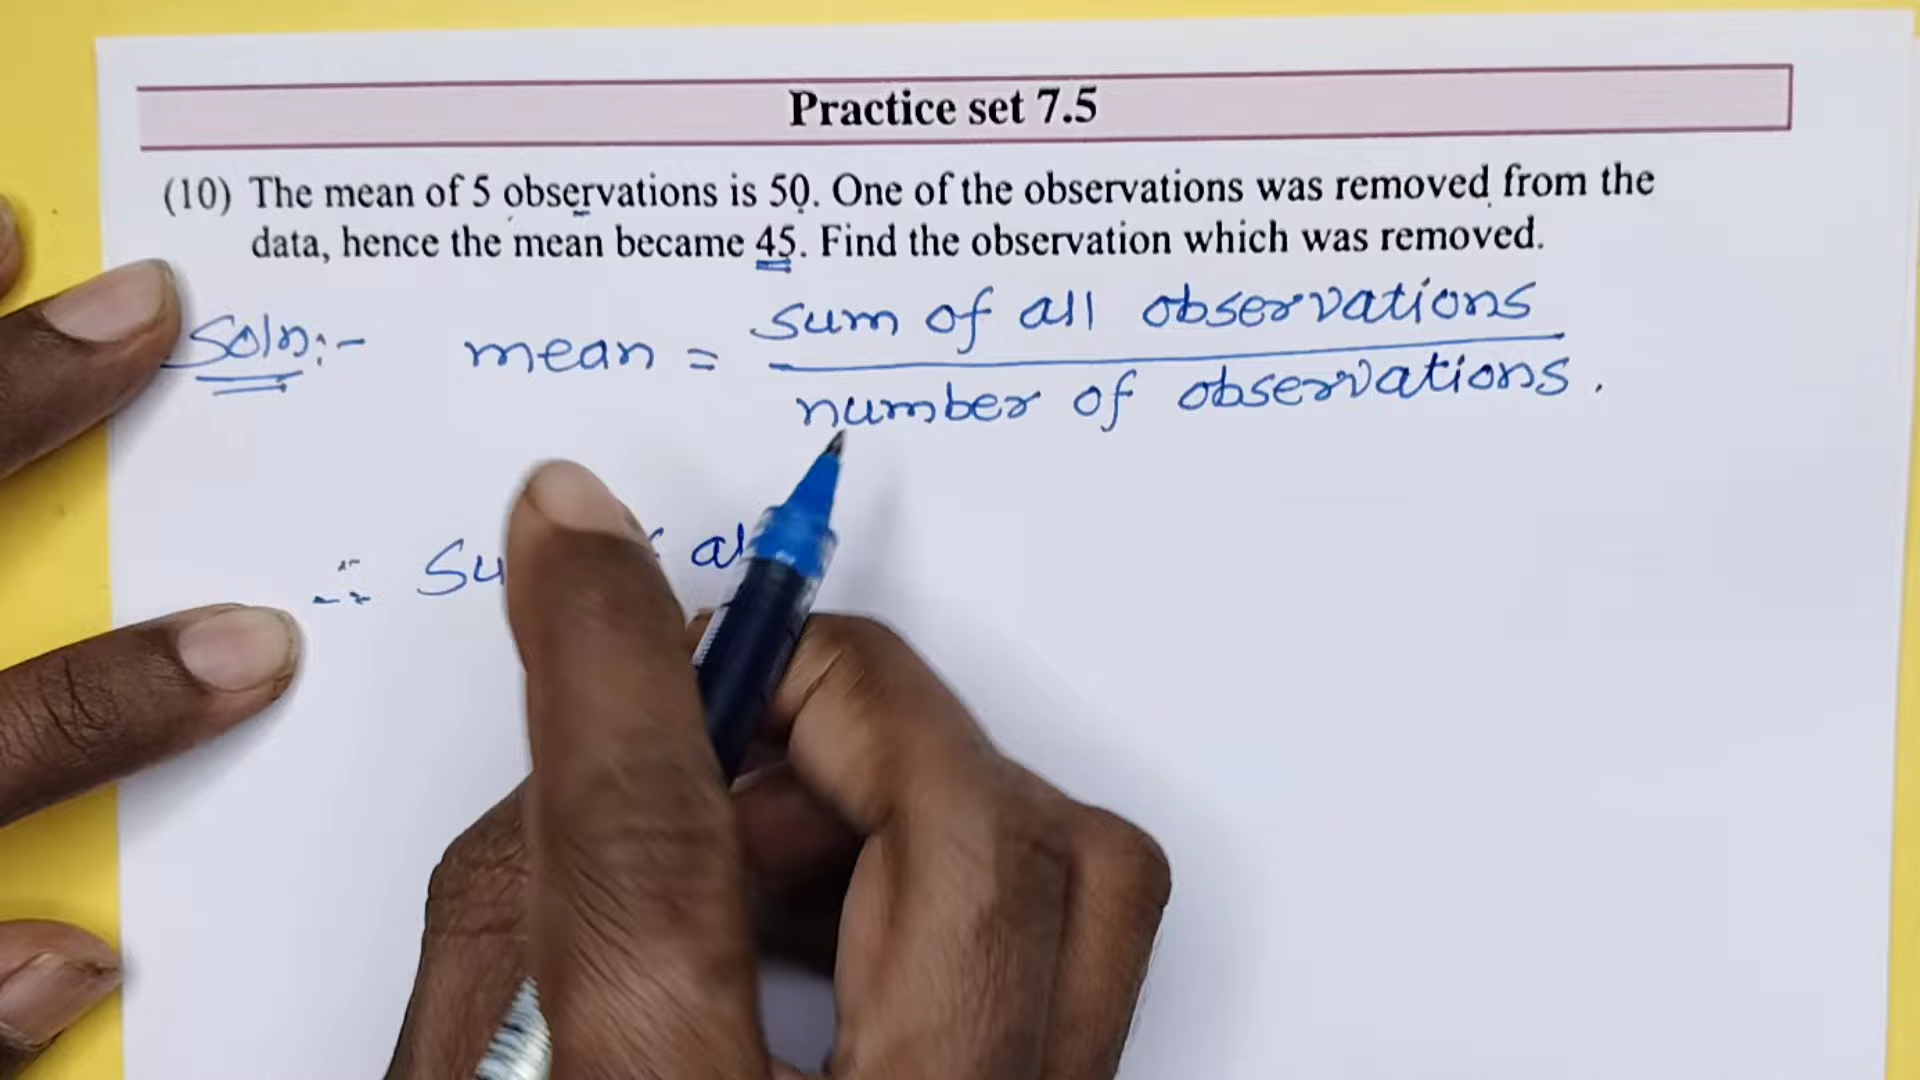 Practice set 7.5
(10) The mean of 5 observations is 50. One of the observations was removed from the
data, hence the mean became 45. Find the observation which was removed.
Soln:- mean = sum of all observations
number of observations.
∴